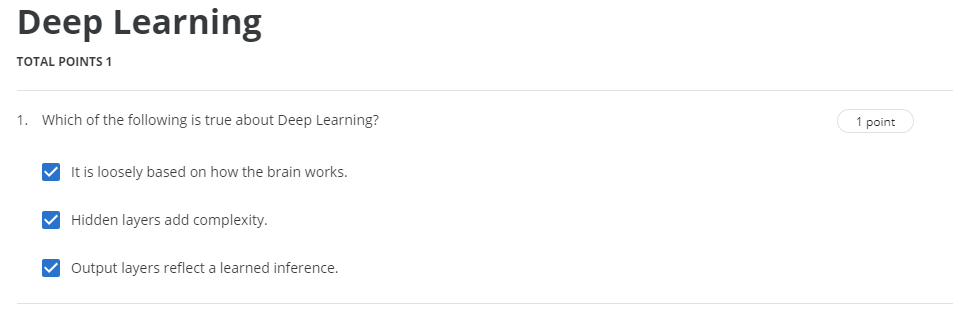 Deep Learning
TOTAL POINTS 1
1. Which of the following is true about Deep Learning?
1 point
It is loosely based on how the brain works.
Hidden layers add complexity.
Output layers reflect a learned inference.